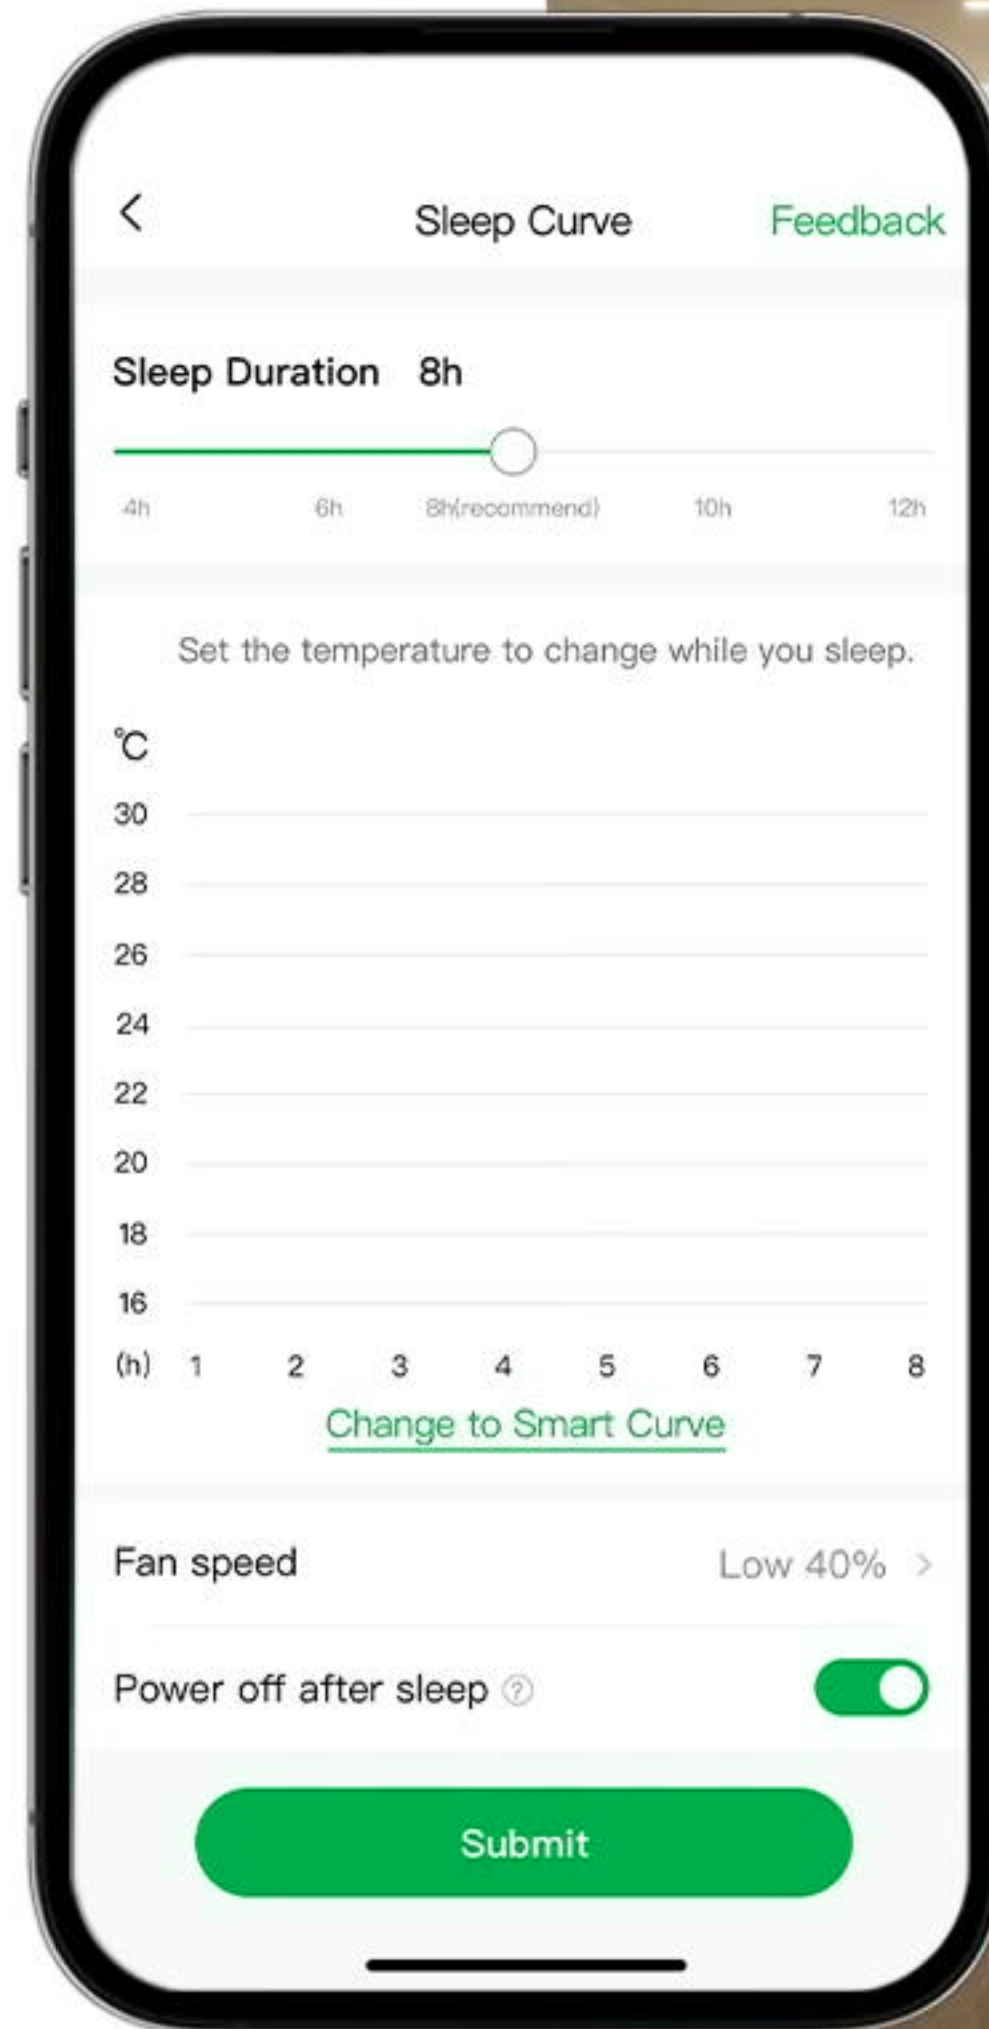 Sleep Curve Feedback
Sleep Duration 8h
4h 6h 8h(recommend) 10h 12h
Set the temperature to change while you sleep.
℃
30
28
26
24
22
20
18
16
(h) 1 2 3 4 5 6 7 8
Change to Smart Curve
Fan speed Low 40% >
Power off after sleep ?
Submit